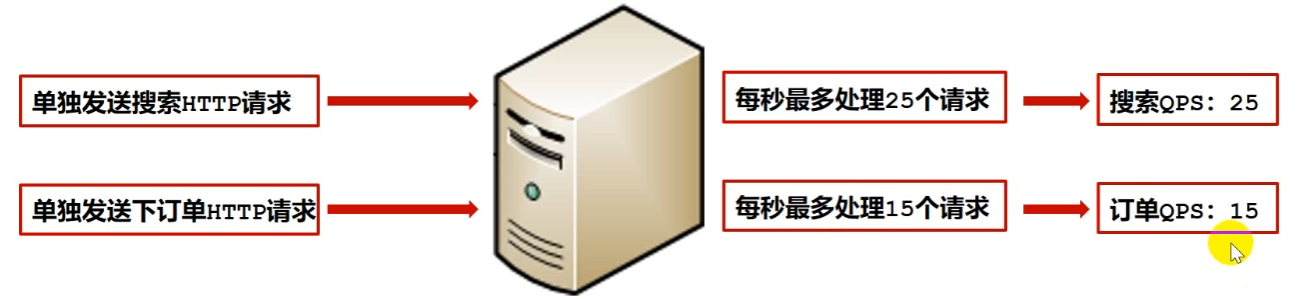 单独发送搜索HTTP请求
每秒最多处理25个请求
搜索QPS：25
单独发送下订单HTTP请求
每秒最多处理15个请求
订单QPS：15